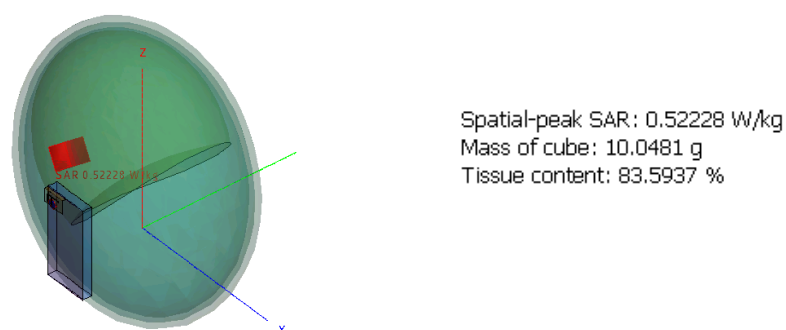 Z
SAR 0.52228 W/kg
X
Spatial-peak SAR: 0.52228 W/kg
Mass of cube: 10.0481 g
Tissue content: 83.5937 %